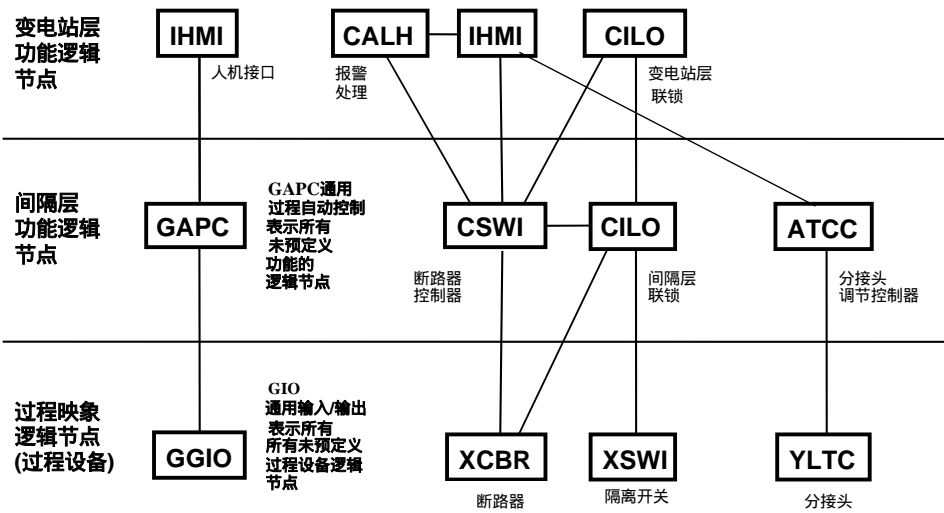 变电站层
功能逻辑
节点
IHMI
人机接口
CALH
报警
处理
IHMI
CILO
变电站层
联锁
间隔层
功能逻辑
节点
GAPC
GAPC通用
过程自动控制
表示所有
未预定义
功能的
逻辑节点
CSWI
断路器
控制器
CILO
间隔层
联锁
ATCC
分接头
调节控制器
过程映象
逻辑节点
(过程设备)
GGIO
GIO
通用输入/输出
表示所有
所有未预定义
过程设备逻辑
节点
XCBR
断路器
XSWI
隔离开关
YLTC
分接头